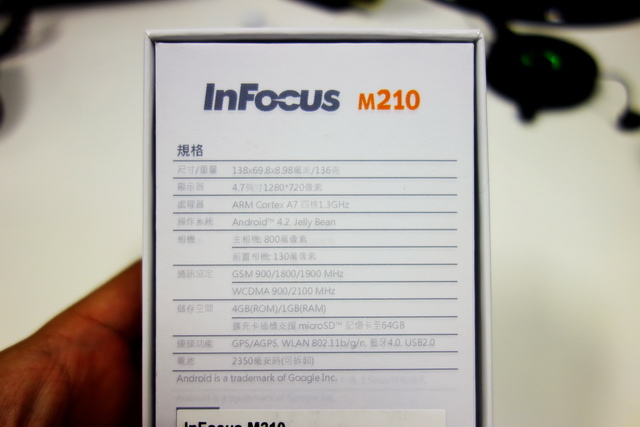 InFocus M210
規格
尺寸/重量 138x69.8x8.98毫米/136克
顯示器 4.7英寸1280*720像素
處理器 ARM Cortex A7 四核1.3GHz
操作系統 Android™ 4.2, Jelly Bean
相機: 主相機: 800萬像素
前置相機: 130萬像素
通訊協定 GSM 900/1800/1900 MHz
WCDMA 900/2100 MHz
儲存空間 4GB(ROM)/1GB(RAM)
擴充卡插槽支援 microSD™ 記憶卡至64GB
連接功能 GPS/AGPS, WLAN 802.11b/g/n, 藍牙4.0, USB2.0
電池 2350毫安時(可拆卸)
Android is a trademark of Google Inc.
InFocus M210